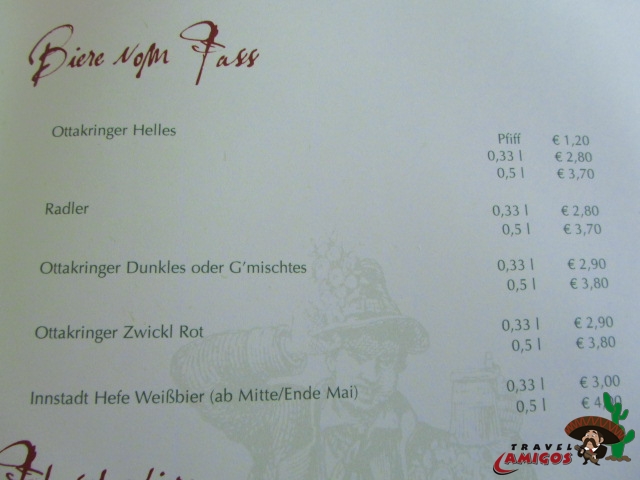 Biere vom Fass
Ottakringer Helles Pfiff € 1,20
0,33 l € 2,80
0,5 l € 3,70
Radler 0,33 l € 2,80
0,5 l € 3,70
Ottakringer Dunkles oder G'mischtes 0,33 l € 2,90
0,5 l € 3,80
Ottakringer Zwickl Rot 0,33 l € 2,90
0,5 l € 3,80
Innstadt Hefe Weißbier (ab Mitte/Ende Mai) 0,33 l € 3,00
0,5 l
TRAVEL
AMIGOS